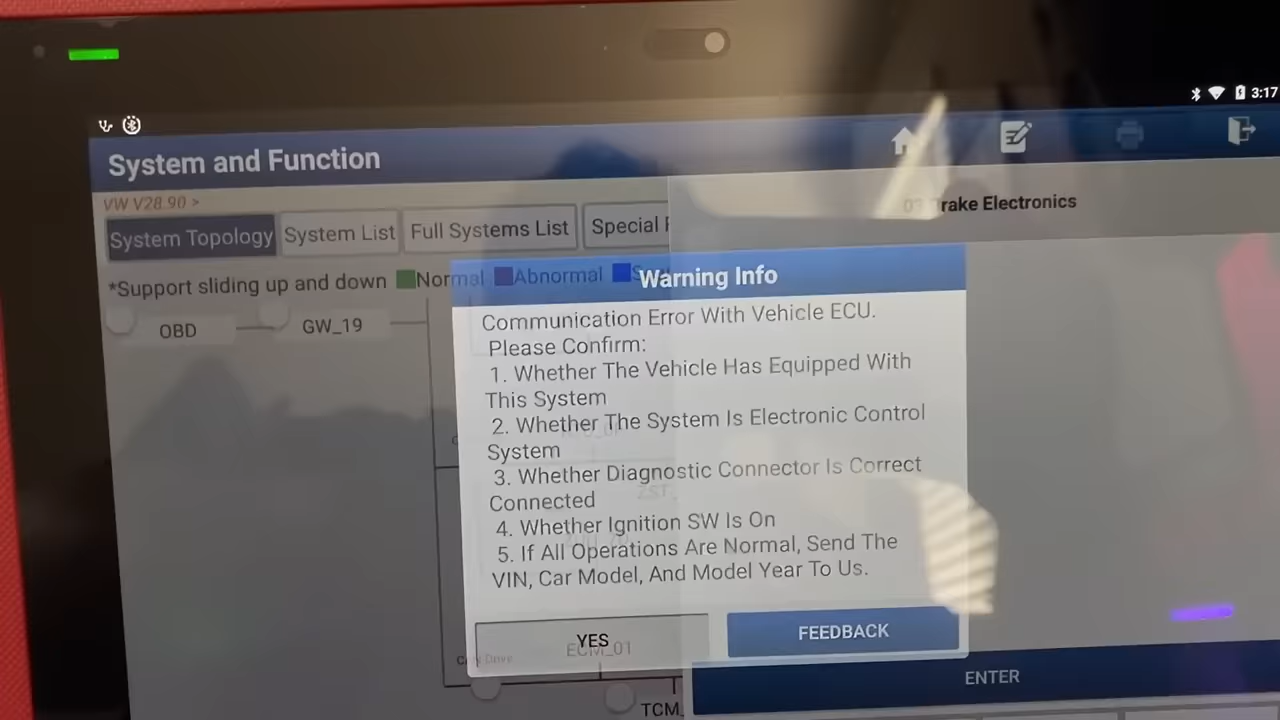 3:17
System and Function
VW V28.90 >
03 Brake Electronics
System Topology
System List
Full Systems List
Special
*Support sliding up and down
Normal
Abnormal
OBD
GW_19
Warning Info
Communication Error With Vehicle ECU.
Please Confirm:
1. Whether The Vehicle Has Equipped With
This System
2. Whether The System Is Electronic Control
System
3. Whether Diagnostic Connector Is Correct
Connected
4. Whether Ignition SW Is On
5. If All Operations Are Normal, Send The
VIN, Car Model, And Model Year To Us.
YES
FEEDBACK
ECM_01
Drive
ENTER
TCM_